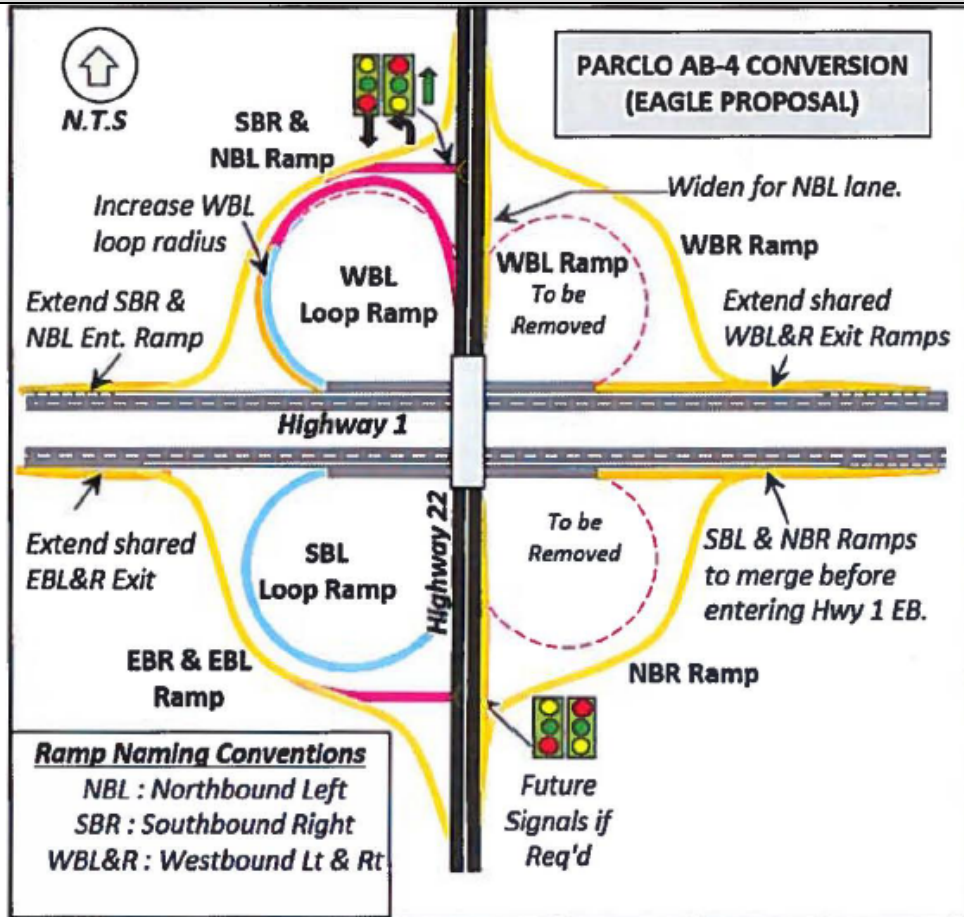 PARCLO AB-4 CONVERSION
(EAGLE PROPOSAL)
N.T.S
SBR &
NBL Ramp
Increase WBL
loop radius
Widen for NBL lane.
WBR Ramp
WBL
Loop Ramp
WBL Ramp
To be
Removed
Extend SBR &
NBL Ent. Ramp
Extend shared
WBL&R Exit Ramps
Highway 1
Highway 22
Extend shared
EBL&R Exit
SBL
Loop Ramp
To be
Removed
SBL & NBR Ramps
to merge before
entering Hwy 1 EB.
EBR & EBL
Ramp
NBR Ramp
Future
Signals if
Req'd
Ramp Naming Conventions
NBL : Northbound Left
SBR : Southbound Right
WBL&R : Westbound Lt & Rt